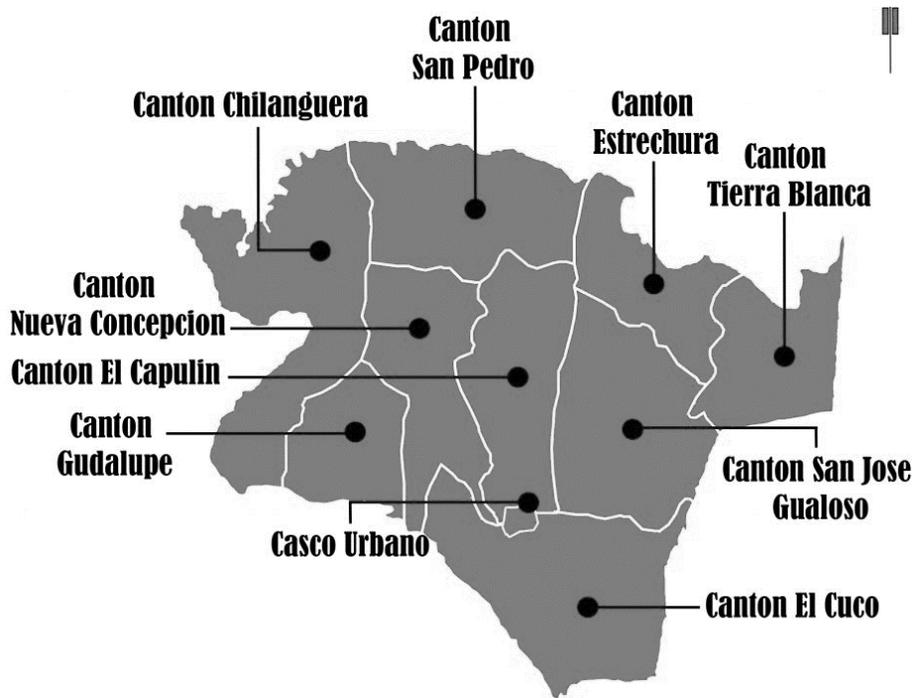 Canton
San Pedro
Canton Chilanguera
Canton
Estrechura
Canton
Tierra Blanca
Canton
Nueva Concepcion
Canton El Capulin
Canton
Gudalupe
Canton San Jose
Gualoso
Casco Urbano
Canton El Cuco